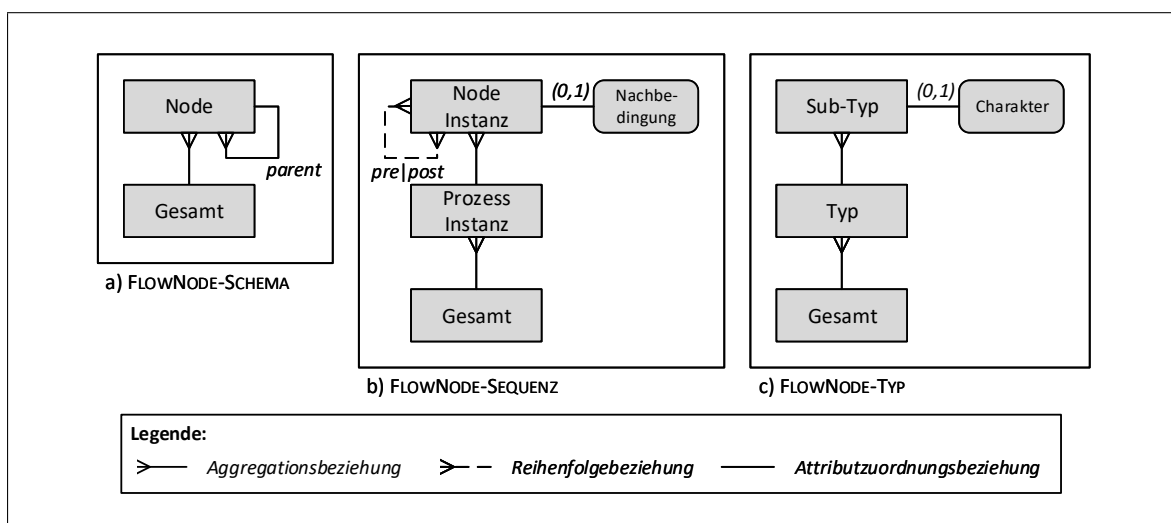 Node
parent
Gesamt
a) FLOWNODE-SCHEMA
Node
Instanz
(0,1)
Nachbe-
dingung
pre|post
Prozess
Instanz
Gesamt
b) FLOWNODE-SEQUENZ
Sub-Typ
(0,1)
Charakter
Typ
Gesamt
c) FLOWNODE-TYP
Legende:
Aggregationsbeziehung
Reihenfolgebeziehung
Attributzuordnungsbeziehung